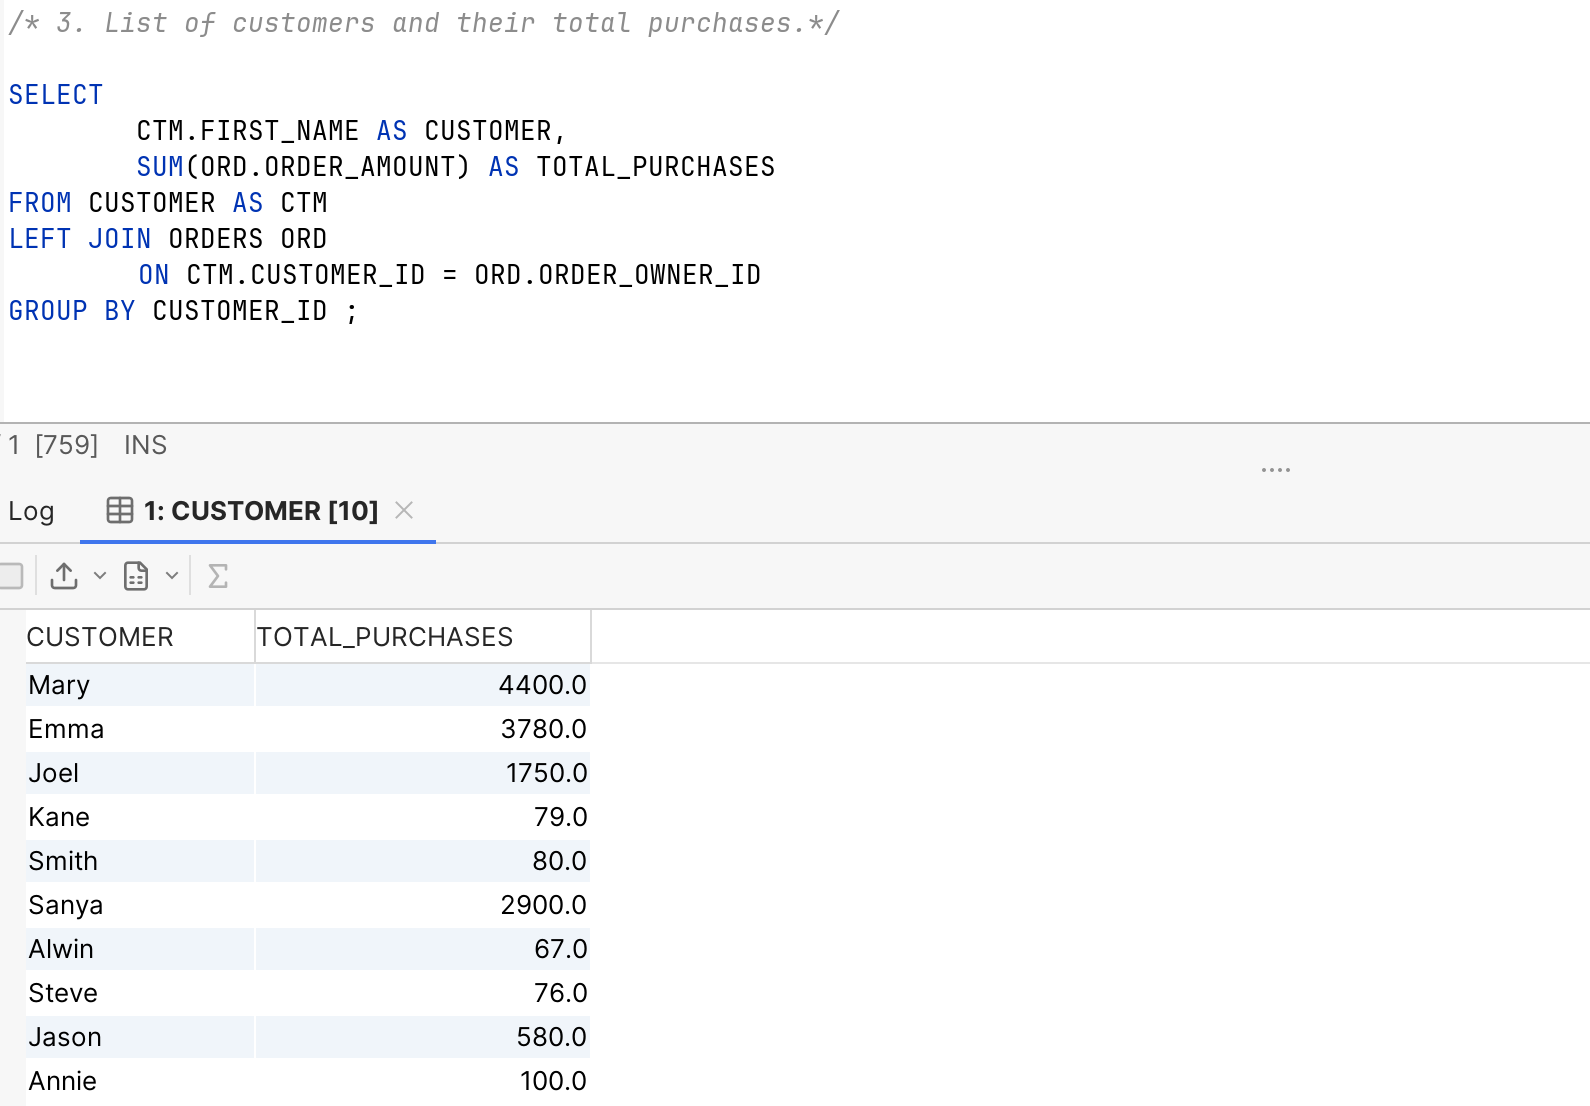 /* 3. List of customers and their total purchases.*/
SELECT
CTM.FIRST_NAME AS CUSTOMER,
SUM(ORD.ORDER_AMOUNT) AS TOTAL_PURCHASES
FROM CUSTOMER AS CTM
LEFT JOIN ORDERS ORD
ON CTM.CUSTOMER_ID = ORD.ORDER_OWNER_ID
GROUP BY CUSTOMER_ID ;
1 [759] INS
Log 1: CUSTOMER [10]
CUSTOMER TOTAL_PURCHASES
Mary 4400.0
Emma 3780.0
Joel 1750.0
Kane 79.0
Smith 80.0
Sanya 2900.0
Alwin 67.0
Steve 76.0
Jason 580.0
Annie 100.0